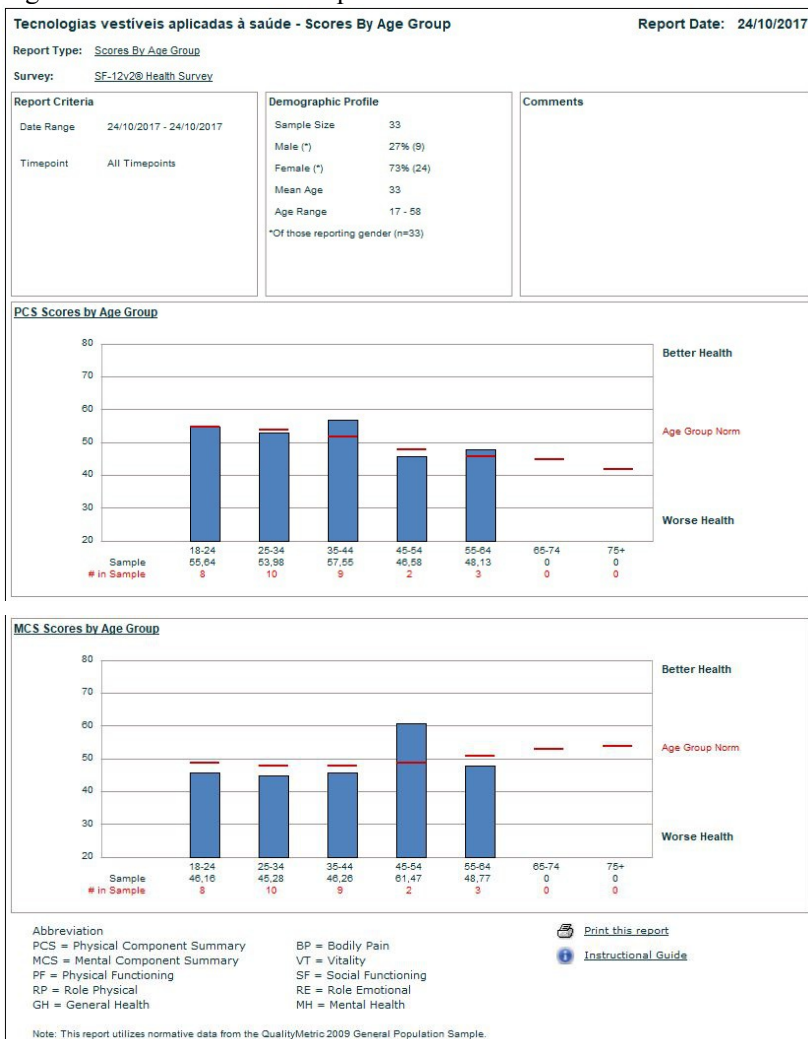 Tecnologias vestíveis aplicadas à saúde - Scores By Age Group Report Date: 24/10/2017
Report Type: Scores By Age Group
Survey: SF-12v2® Health Survey
Report Criteria
Date Range 24/10/2017 - 24/10/2017
Timepoint All Timepoints
Demographic Profile
Sample Size 33
Male (*) 27% (9)
Female (*) 73% (24)
Mean Age 33
Age Range 17 - 58
*Of those reporting gender (n=33)
Comments
PCS Scores by Age Group
80
70
60
50
40
30
20
Better Health
Age Group Norm
Worse Health
18-24 25-34 35-44 45-54 55-64 65-74 75+
Sample 55,64 53,98 57,55 46,58 48,13 0 0
# in Sample 8 10 9 2 3 0 0
MCS Scores by Age Group
80
70
60
50
40
30
20
Better Health
Age Group Norm
Worse Health
18-24 25-34 35-44 45-54 55-64 65-74 75+
Sample 46,16 45,28 46,26 61,47 48,77 0 0
# in Sample 8 10 9 2 3 0 0
Abbreviation
PCS = Physical Component Summary BP = Bodily Pain
MCS = Mental Component Summary VT = Vitality
PF = Physical Functioning SF = Social Functioning
RP = Role Physical RE = Role Emotional
GH = General Health MH = Mental Health
Print this report
Instructional Guide
Note: This report utilizes normative data from the QualityMetric 2009 General Population Sample.